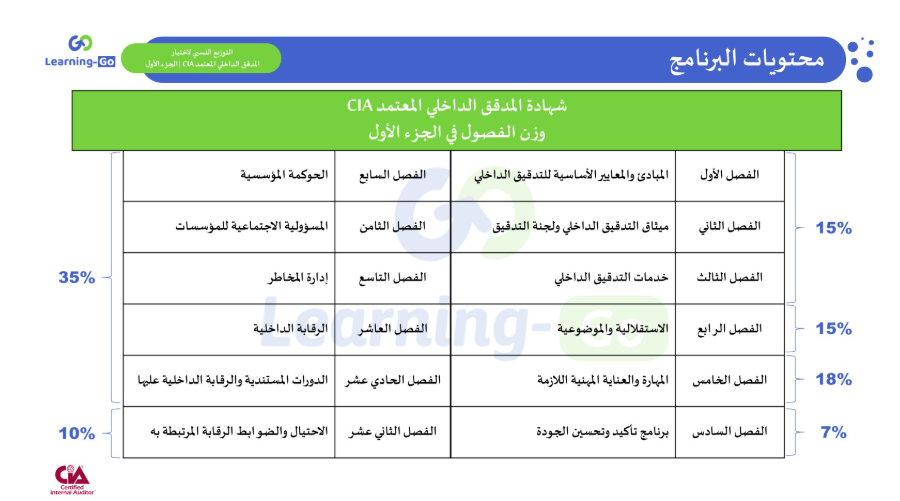 محتويات البرنامج
التوزيع النسبي لاختبار
المدقق الداخلي المعتمد CIA | الجزء الأول
Learning-Go
شهادة المدقق الداخلي المعتمد CIA
وزن الفصول في الجزء الأول
الفصل الأول المبادئ والمعايير الأساسية للتدقيق الداخلي الفصل السابع الحوكمة المؤسسية
15% الفصل الثاني ميثاق التدقيق الداخلي ولجنة التدقيق الفصل الثامن المسؤولية الاجتماعية للمؤسسات
الفصل الثالث خدمات التدقيق الداخلي الفصل التاسع إدارة المخاطر 35%
15% الفصل الرابع الاستقلالية والموضوعية الفصل العاشر الرقابة الداخلية
18% الفصل الخامس المهارة والعناية المهنية اللازمة الفصل الحادي عشر الدورات المستندية والرقابة الداخلية عليها
7% الفصل السادس برنامج تأكيد وتحسين الجودة الفصل الثاني عشر الاحتيال والضوابط الرقابة المرتبطة به 10%
Learning-Go
CIA
Certified
Internal Auditor